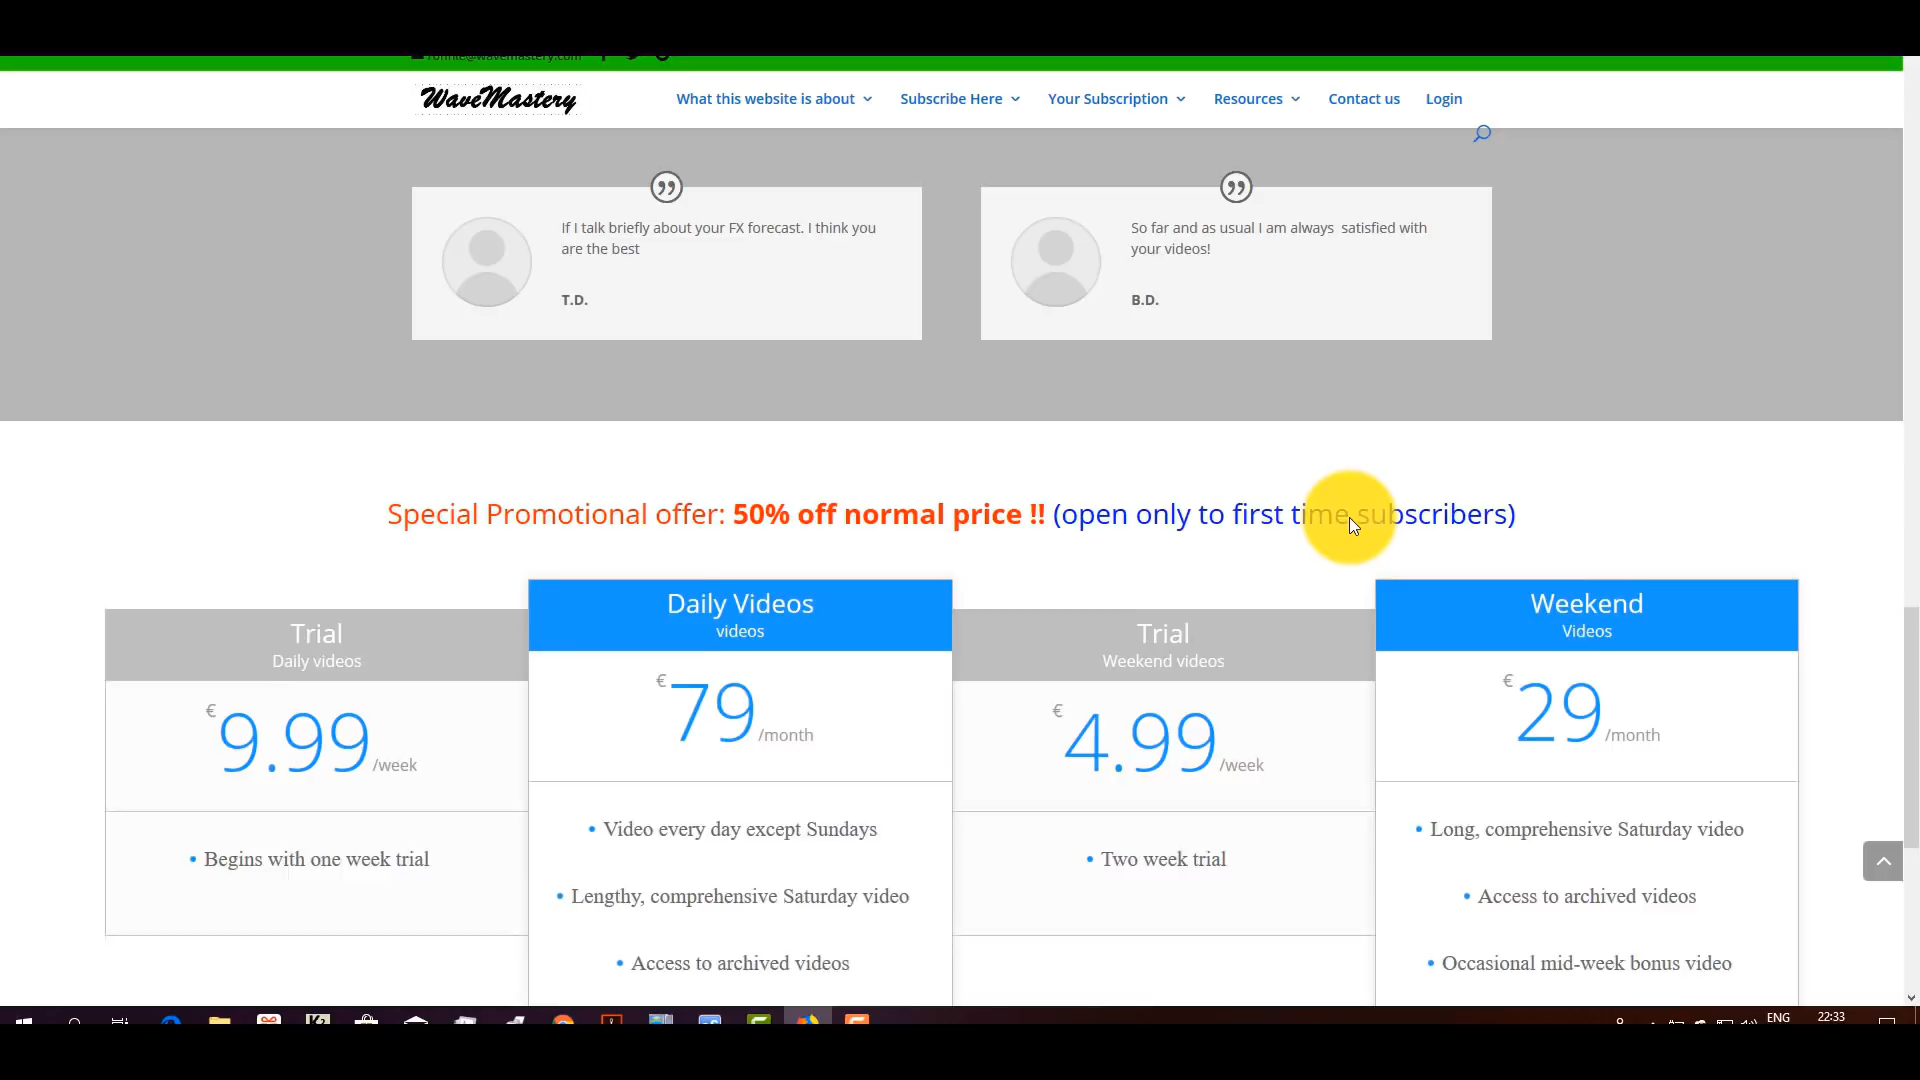 ronnie@wavemastery.com
WaveMastery
What this website is about
Subscribe Here
Your Subscription
Resources
Contact us
Login
If I talk briefly about your FX forecast. I think you
are the best
T.D.
So far and as usual I am always satisfied with
your videos!
B.D.
Special Promotional offer: 50% off normal price !! (open only to first time subscribers)
Trial
Daily videos
€
9.99
/week
• Begins with one week trial
Daily Videos
videos
€
79
/month
• Video every day except Sundays
• Lengthy, comprehensive Saturday video
• Access to archived videos
Trial
Weekend videos
€
4.99
/week
• Two week trial
Weekend
Videos
€
29
/month
• Long, comprehensive Saturday video
• Access to archived videos
• Occasional mid-week bonus video
ENG
22:33